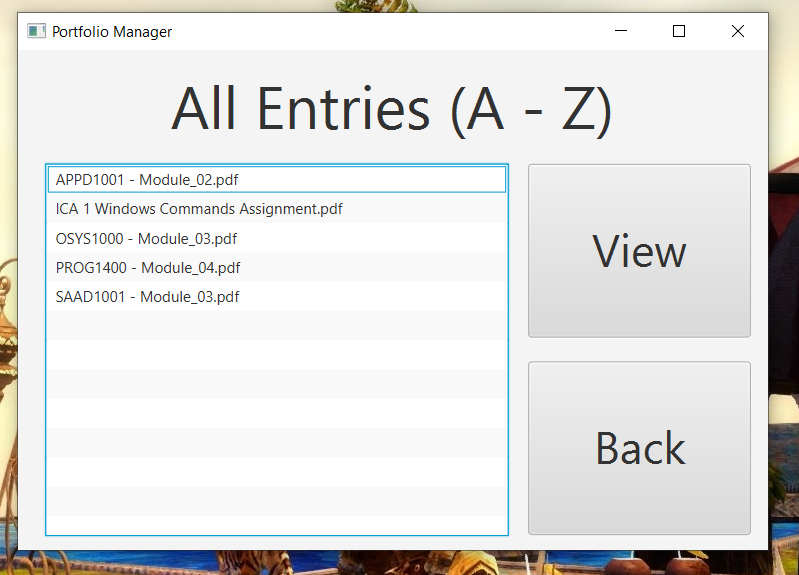 Portfolio Manager
All Entries (A - Z)
APPD1001 - Module_02.pdf
ICA 1 Windows Commands Assignment.pdf
OSYS1000 - Module_03.pdf
PROG1400 - Module_04.pdf
SAAD1001 - Module_03.pdf
View
Back